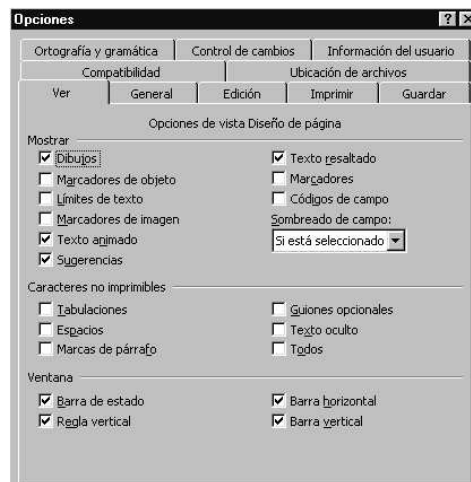 Opciones
Ortografía y gramática Control de cambios Información del usuario
Compatibilidad Ubicación de archivos
Ver General Edición Imprimir Guardar
Opciones de vista Diseño de página
Mostrar
Dibujos Texto resaltado
Marcadores de objeto Marcadores
Límites de texto Códigos de campo
Marcadores de imagen Sombreado de campo:
Texto animado Si está seleccionado
Sugerencias
Caracteres no imprimibles
Tabulaciones Guiones opcionales
Espacios Texto oculto
Marcas de párrafo Todos
Ventana
Barra de estado Barra horizontal
Regla vertical Barra vertical